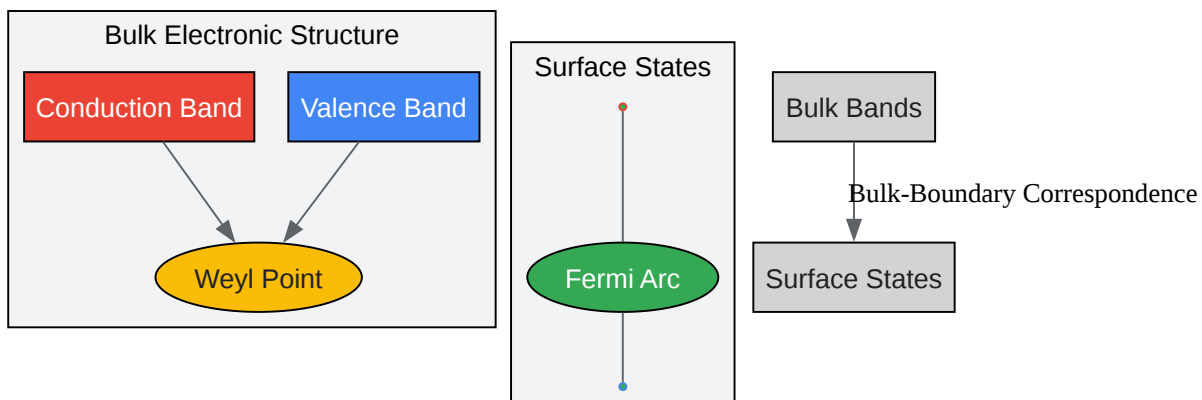 Bulk Electronic Structure
Conduction Band
Valence Band
Weyl Point
Surface States
Fermi Arc
Bulk Bands
Bulk-Boundary Correspondence
Surface States